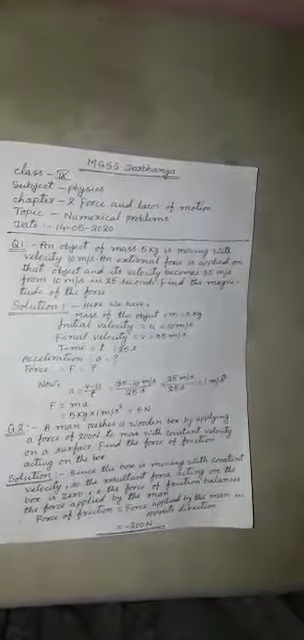 MGSS Darbhanga
Class - IX
Subject - physics
chapter - 2 Force and laws of motion
Topic - Numerical problems
Date :- 14-05-2020
Q1 :- An object of mass 5Kg is moving with
velocity 10m/s. An external force is applied on
that object and its velocity becomes 35 m/s
from 10 m/s in 25 seconds. Find the magni-
tude of the force
Solution :- Here we have,
Mass of the object = m = 5Kg
Initial velocity = u = 10m/s
Final velocity = v = 35m/s
Time = t = 25s
Acceleration = a = ?
Force = F = ?
Now, a = v-u/t = 35-10 m/s/25s = 25m/s/25s = 1m/s²
F = ma
= 5Kg x 1m/s² = 5N
Q.2 :- A man pushes a wooden box by applying
a force of 200N to move with constant velocity
on a surface. Find the force of friction
acting on the box
Solution :- Since the box is moving with constant
velocity, so the resultant force acting on the
box is zero i.e. the force of friction balances
the force applied by the man
Force of friction = Force applied by the man in
opposite direction
= -200N